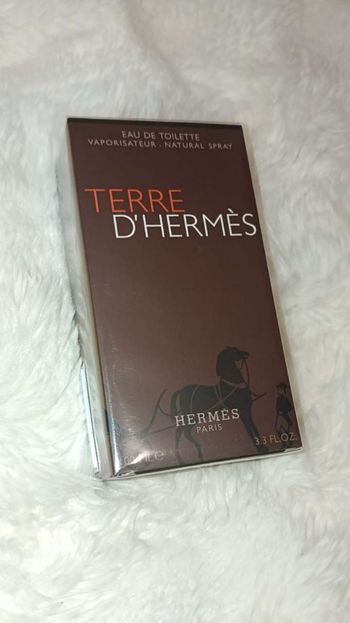 EAU DE TOILETTE
VAPORISATEUR . NATURAL SPRAY
TERRE
D'HERMÈS
HERMÈS
PARIS
3.3 FL.OZ.